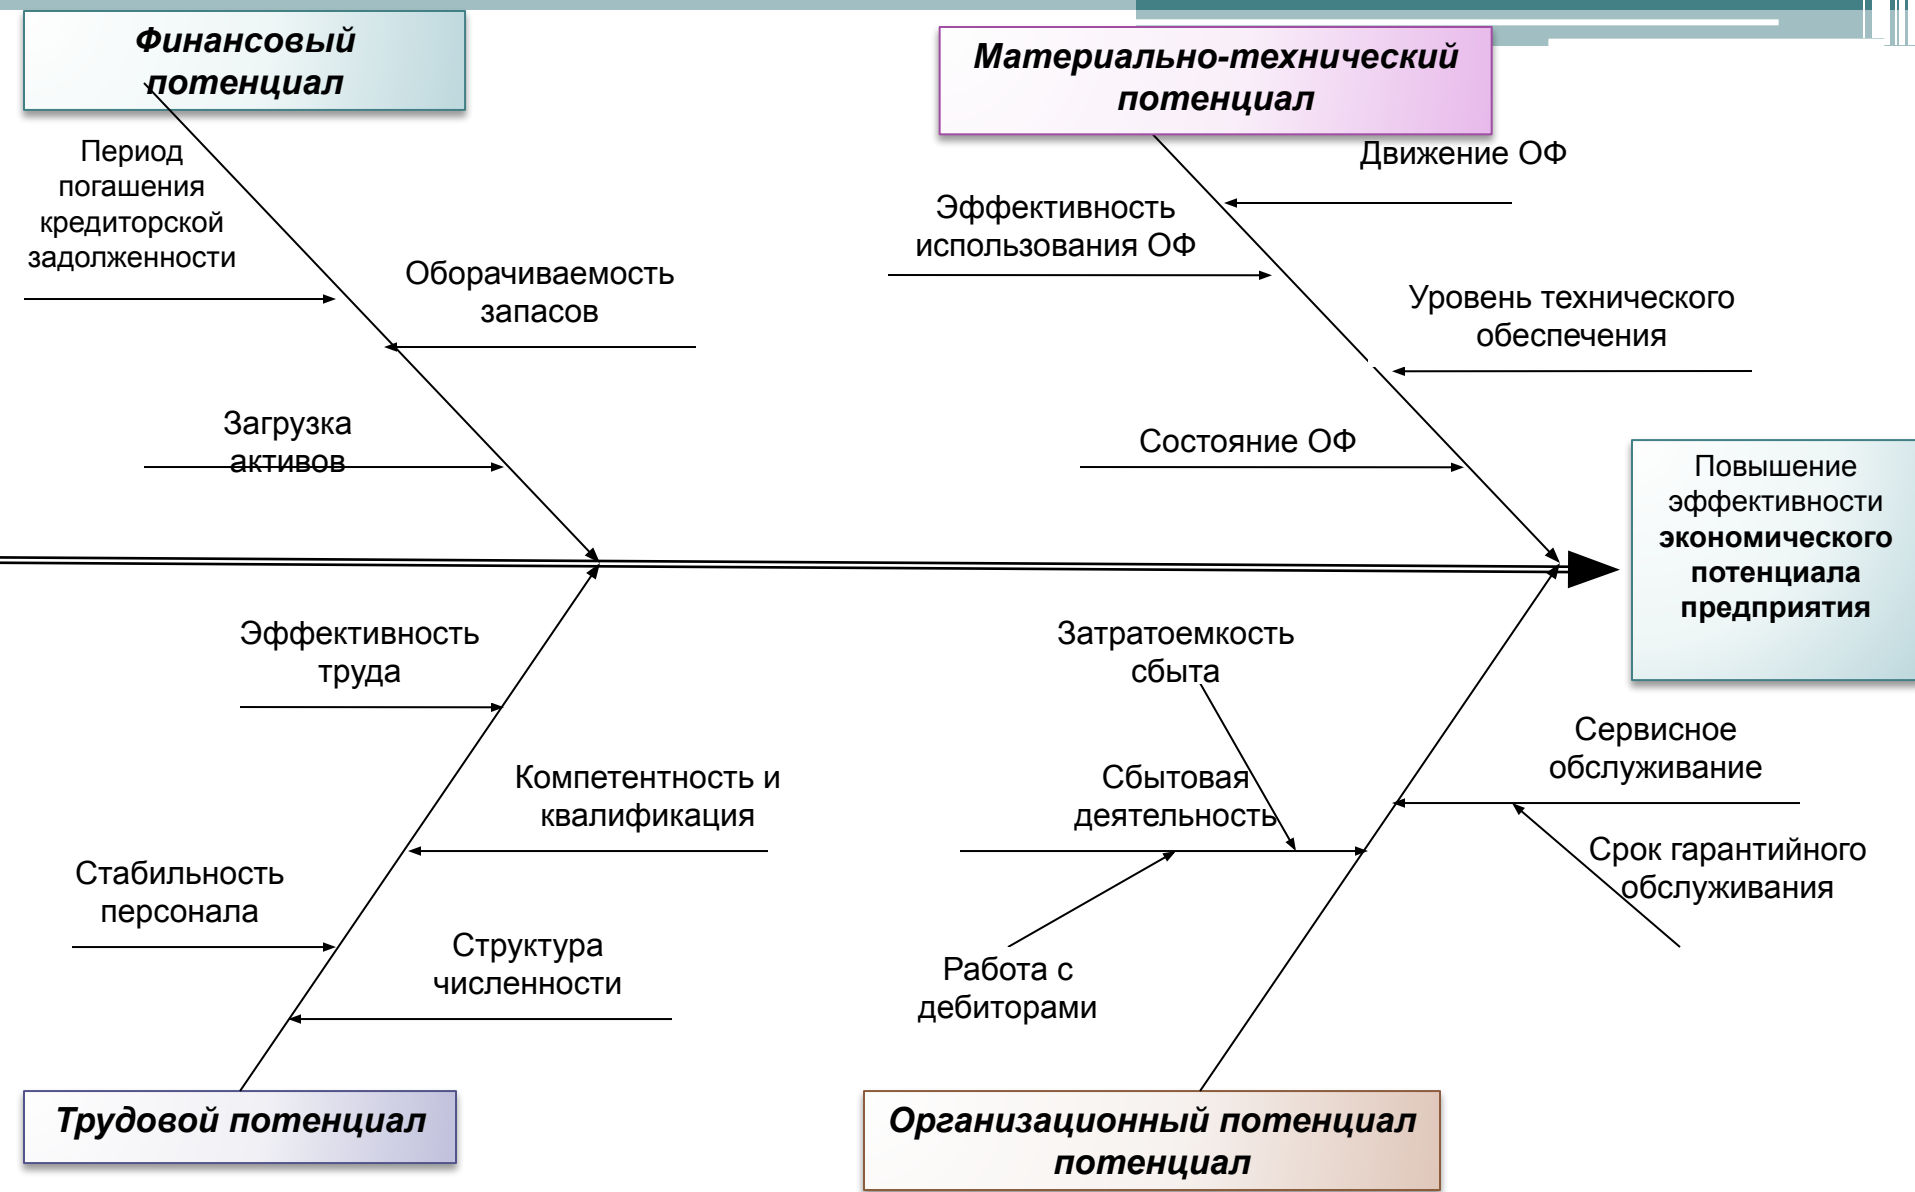 Финансовый
потенциал
Материально-технический
потенциал
Период
погашения
кредиторской
задолженности
Движение ОФ
Эффективность
использования ОФ
Оборачиваемость
запасов
Уровень технического
обеспечения
Загрузка
активов
Состояние ОФ
Повышение
эффективности
экономического
потенциала
предприятия
Эффективность
труда
Затратоемкость
сбыта
Компетентность и
квалификация
Сбытовая
деятельность
Сервисное
обслуживание
Стабильность
персонала
Срок гарантийного
обслуживания
Структура
численности
Работа с
дебиторами
Трудовой потенциал
Организационный потенциал
потенциал